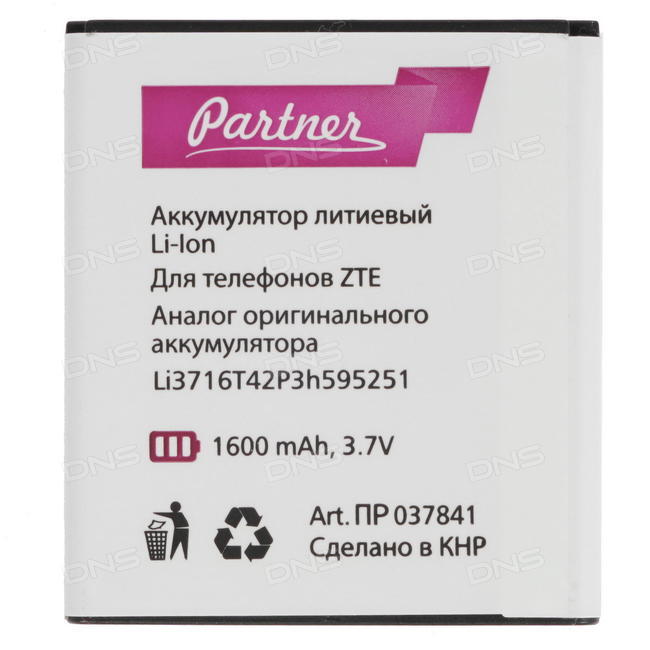 Partner
Аккумулятор литиевый
Li-Ion
Для телефонов ZTE
Аналог оригинального
аккумулятора
Li3716T42P3h595251
1600 mAh, 3.7V
Art. ПР 037841
Сделано в КНР
DNS